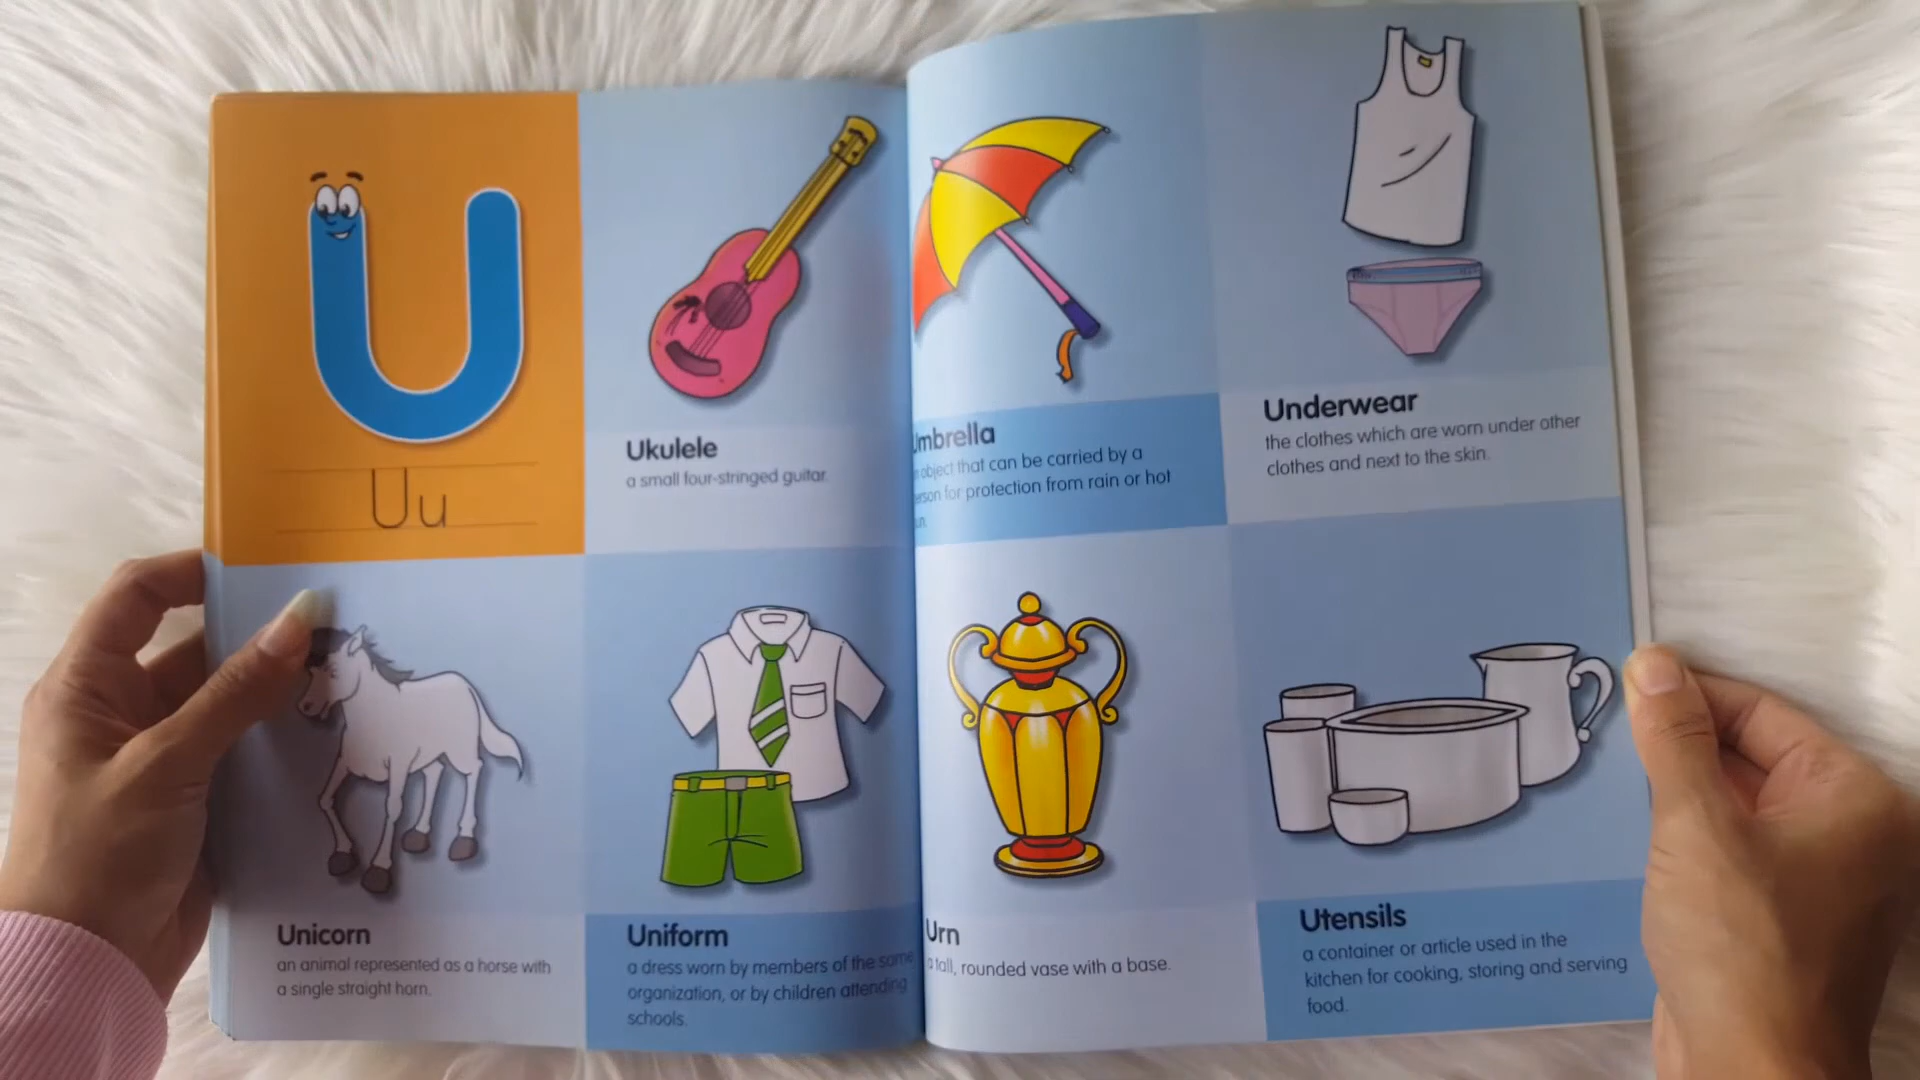 U
Uu
Ukulele
a small four-stringed guitar.
Unicorn
an animal represented as a horse with
a single straight horn.
Uniform
a dress worn by members of the same
organization, or by children attending
schools.
Umbrella
object that can be carried by a
person for protection from rain or hot
Underwear
the clothes which are worn under other
clothes and next to the skin.
Urn
a tall, rounded vase with a base.
Utensils
a container or article used in the
kitchen for cooking, storing and serving
food.